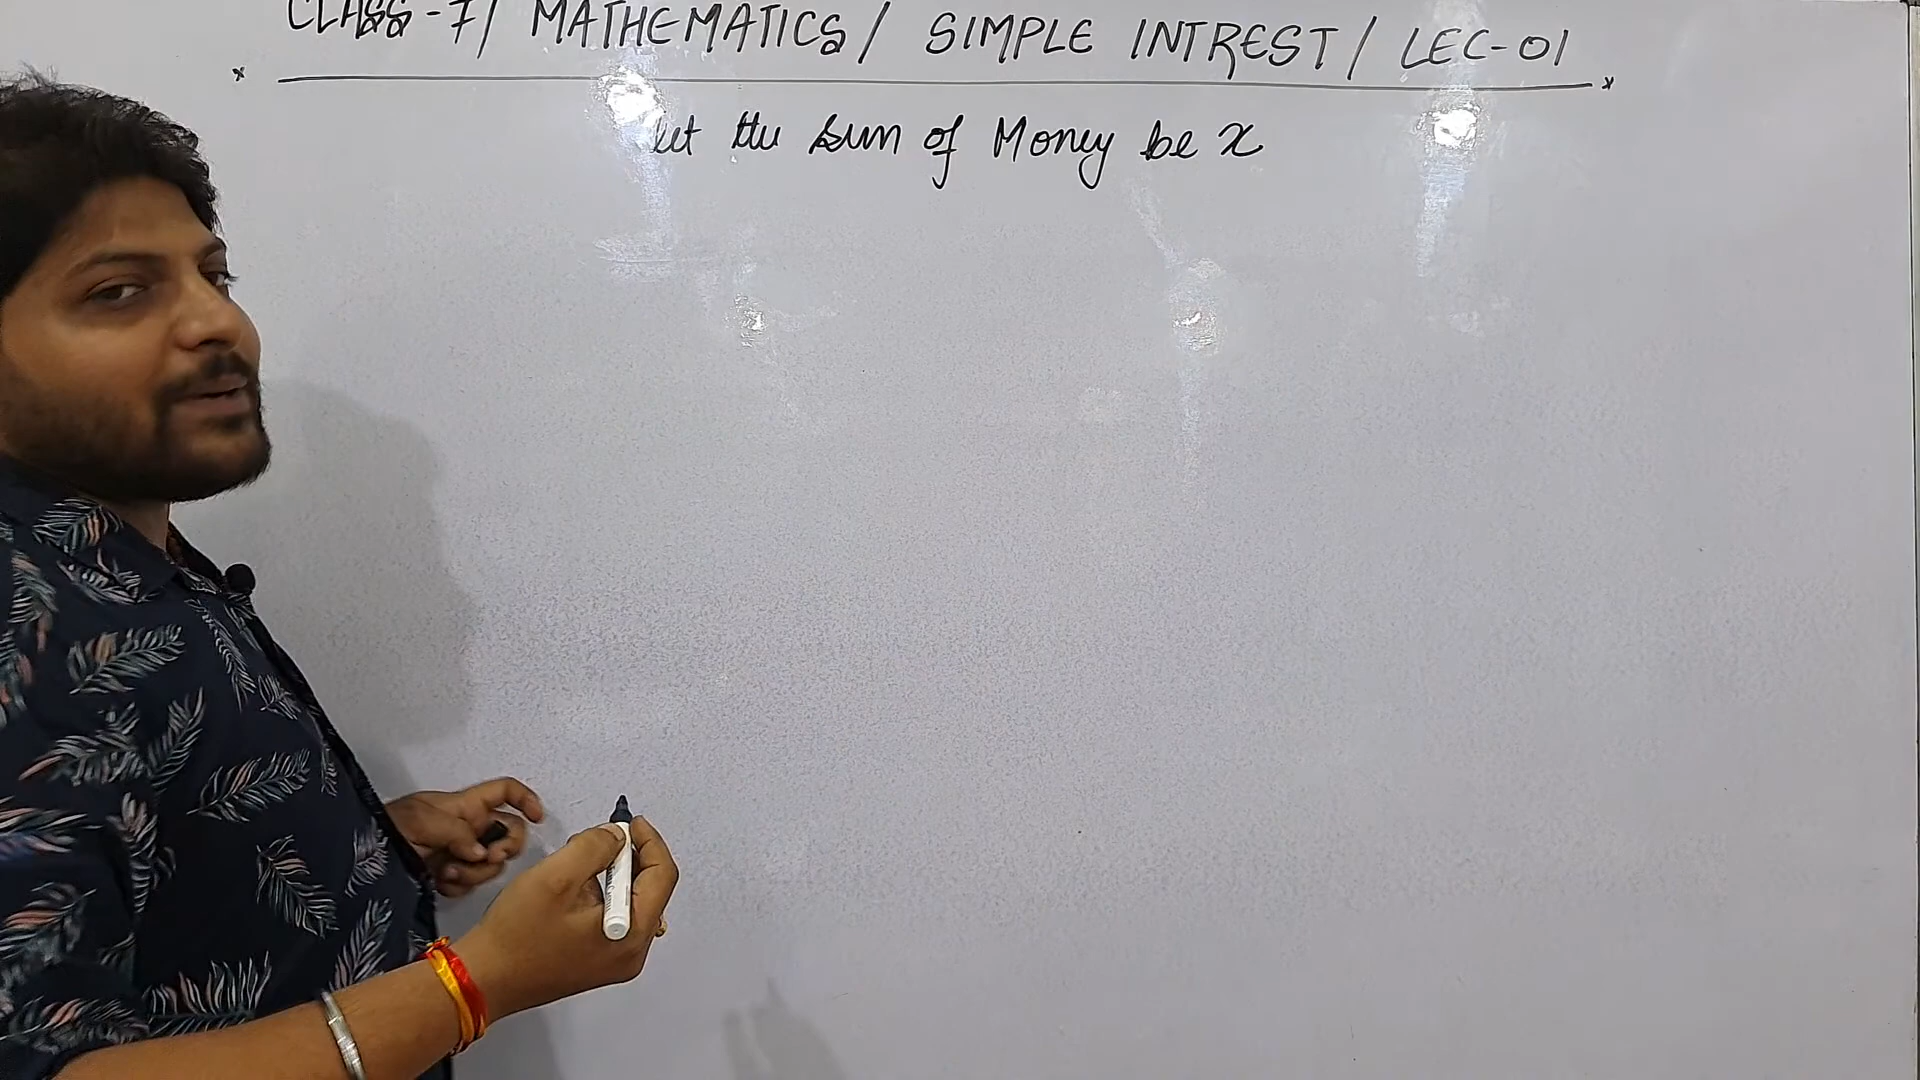 CLASS-7/ MATHEMATICS/ SIMPLE INTREST/ LEC-01
let the sum of Money be x